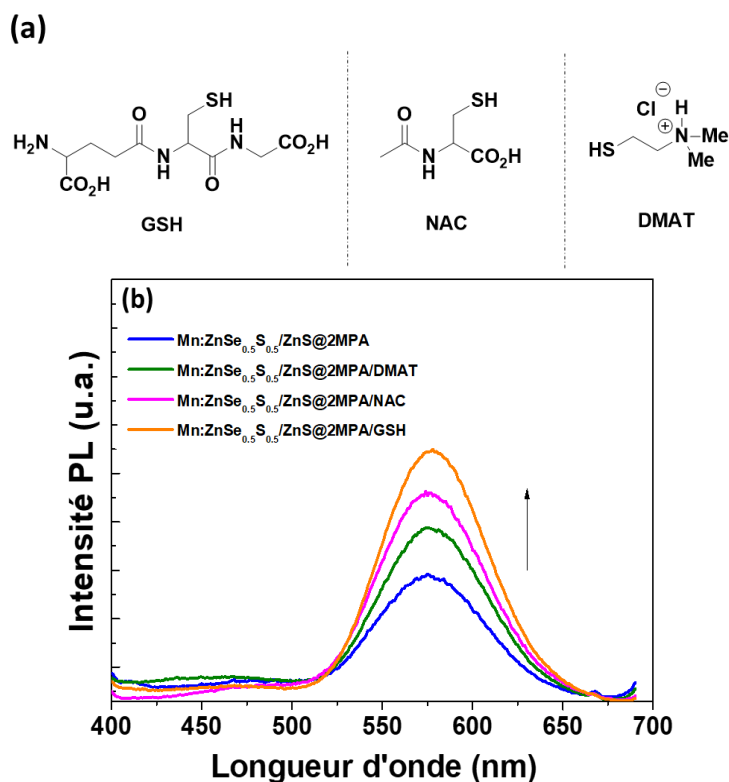 (a)
SH
O
H
N
H₂N
N
H
CO₂H
CO₂H
O
GSH
SH
O
N
H
CO₂H
NAC
Cl ⊖
H
⊕
N
Me
HS
Me
DMAT
(b)
Mn:ZnSe0.5S0.5/ZnS@2MPA
Mn:ZnSe0.5S0.5/ZnS@2MPA/DMAT
Mn:ZnSe0.5S0.5/ZnS@2MPA/NAC
Mn:ZnSe0.5S0.5/ZnS@2MPA/GSH
Intensité PL (u.a.)
400 450 500 550 600 650 700
Longueur d'onde (nm)